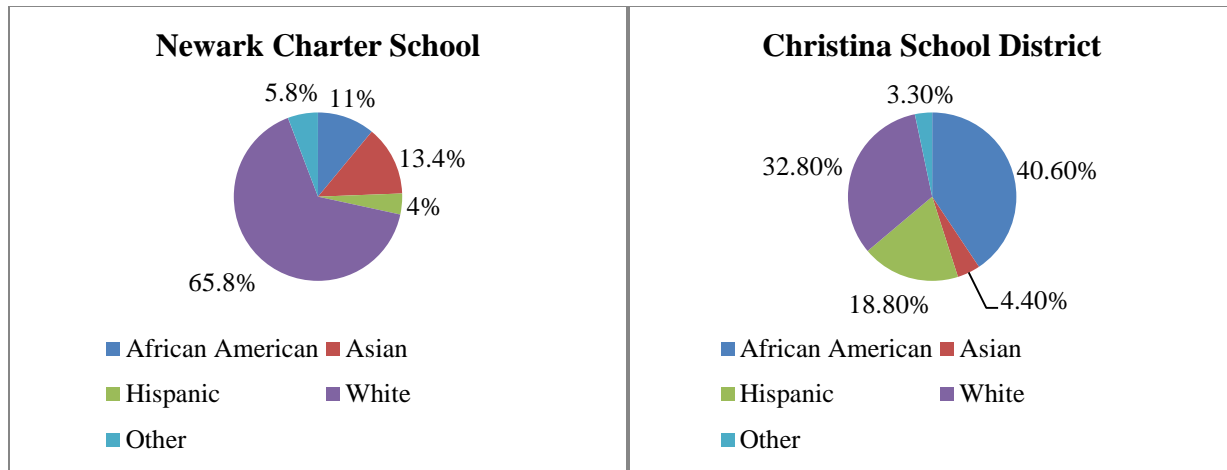 Newark Charter School
5.8%
11%
13.4%
4%
65.8%
African American
Asian
Hispanic
White
Other
Christina School District
3.30%
40.60%
32.80%
18.80%
4.40%
African American
Asian
Hispanic
White
Other